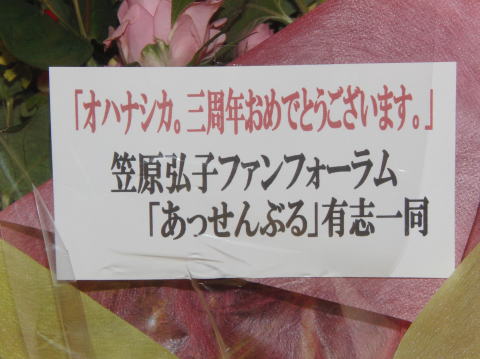 「オハナシカ。三周年おめでとうございます。」
笠原弘子ファンフォーラム
「あっせんぶる」有志一同